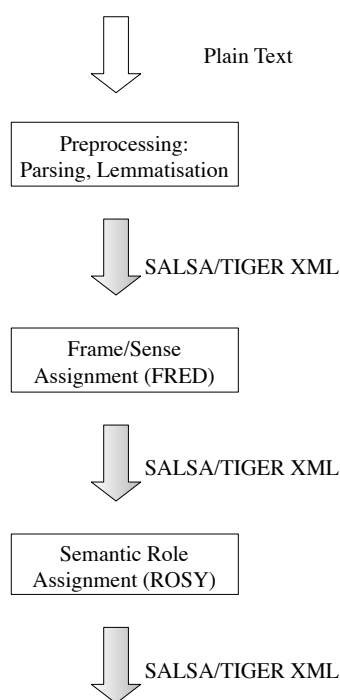 Plain Text
Preprocessing:
Parsing, Lemmatisation
SALSA/TIGER XML
Frame/Sense
Assignment (FRED)
SALSA/TIGER XML
Semantic Role
Assignment (ROSY)
SALSA/TIGER XML